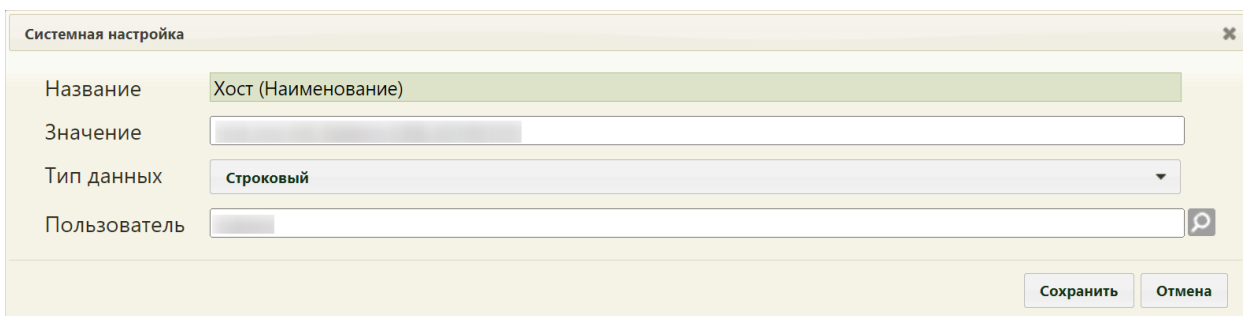 Системная настройка
Название Хост (Наименование)
Значение
Тип данных Строковый
Пользователь
Сохранить Отмена